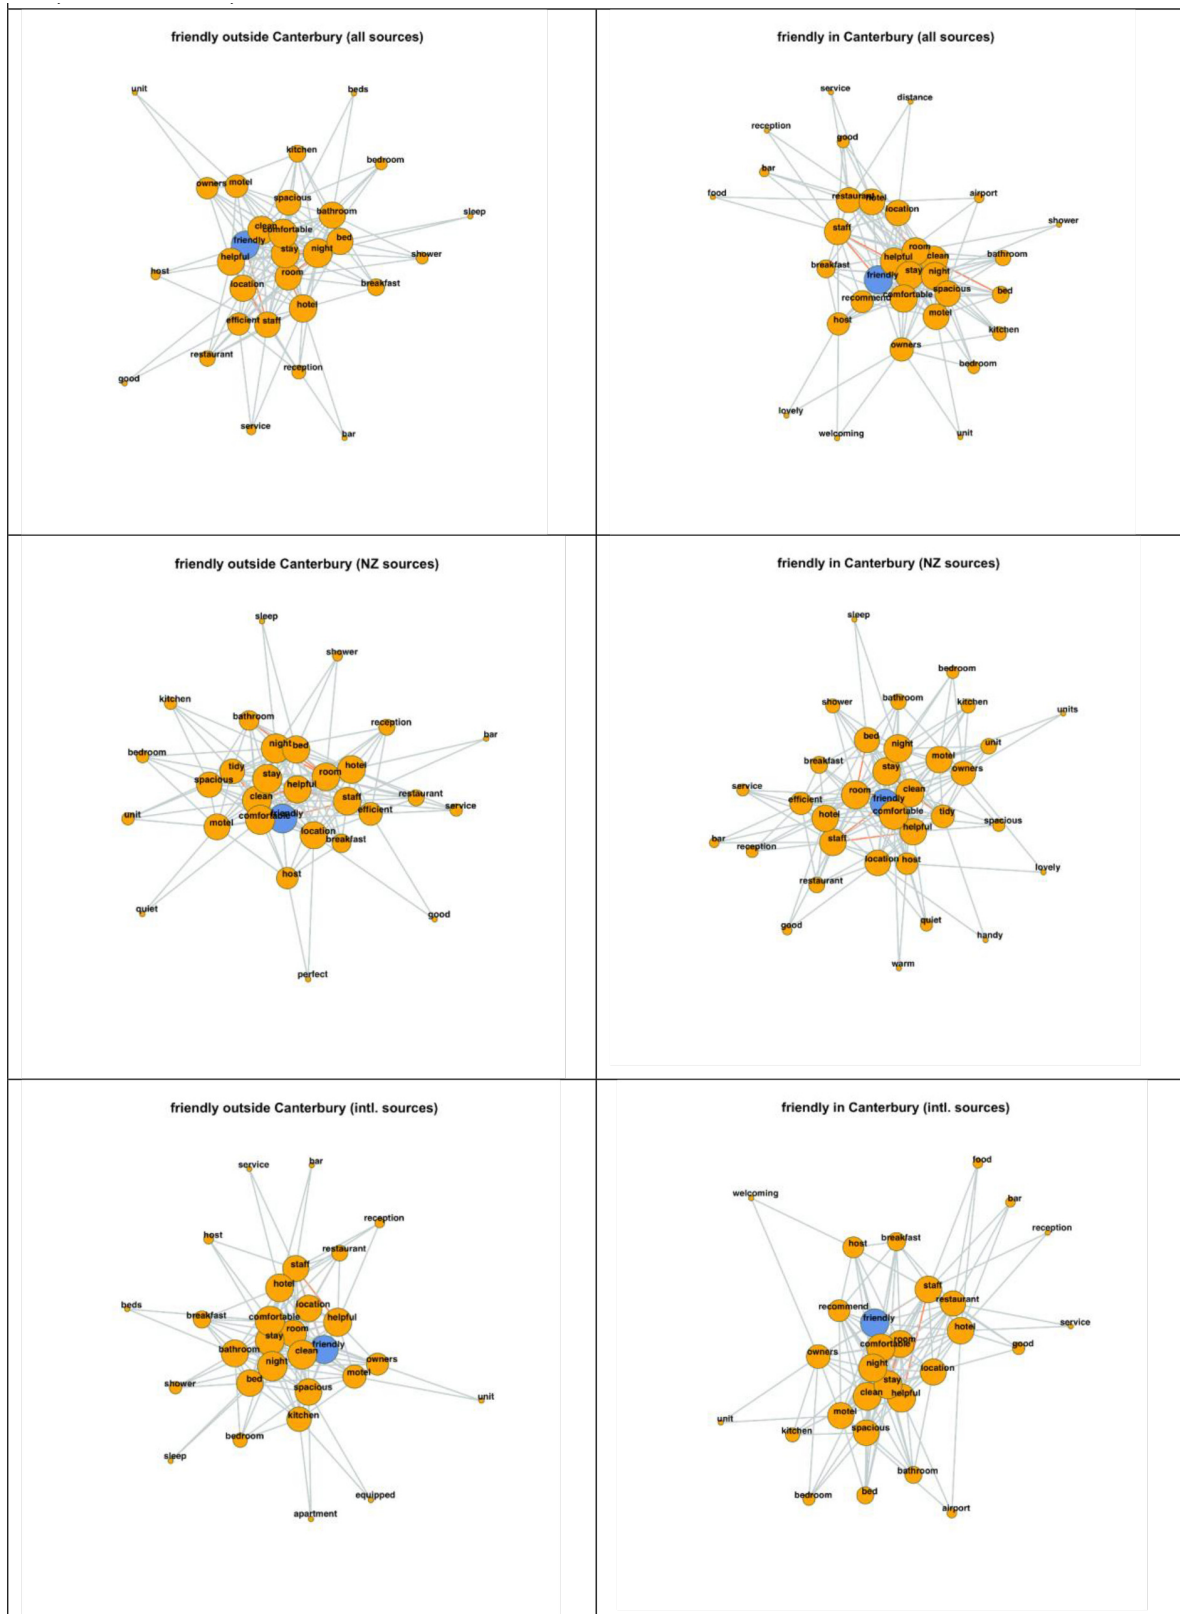 friendly outside Canterbury (all sources)
unit
beds
kitchen
bedroom
owners motel
spacious
bathroom
sleep
clean
comfortable
friendly
bed
stay
night
helpful
shower
host
room
location
breakfast
hotel
efficient staff
restaurant
reception
good
service
bar
friendly in Canterbury (all sources)
service
distance
reception
good
bar
food
restaurant
hotel
airport
location
shower
staff
room
helpful
clean
bathroom
breakfast
friendly
stay
night
recommend
comfortable
spacious
bed
host
motel
kitchen
owners
bedroom
lovely
welcoming
unit
friendly outside Canterbury (NZ sources)
sleep
shower
kitchen
bathroom
reception
bar
night bed
bedroom
tidy
stay
room
hotel
spacious
helpful
clean
staff
restaurant
service
unit
comfortable
friendly
efficient
motel
location
breakfast
host
quiet
good
perfect
friendly in Canterbury (NZ sources)
sleep
bedroom
shower
bathroom
kitchen
units
bed
night
unit
motel
breakfast
stay
owners
service
room
clean
efficient
friendly
hotel
comfortable
tidy
spacious
helpful
bar
staff
reception
location host
lovely
restaurant
good
quiet
handy
warm
friendly outside Canterbury (intl. sources)
service
bar
reception
host
restaurant
staff
hotel
beds
location
breakfast
comfortable
helpful
room
stay
bathroom
friendly
night
clean
owners
shower
bed
motel
spacious
unit
kitchen
bedroom
sleep
equipped
apartment
friendly in Canterbury (intl. sources)
food
welcoming
bar
reception
host
breakfast
staff
recommend
restaurant
friendly
hotel
service
room
comfortable
good
owners
night
location
stay
clean
helpful
motel
unit
spacious
kitchen
bathroom
bedroom
bed
airport